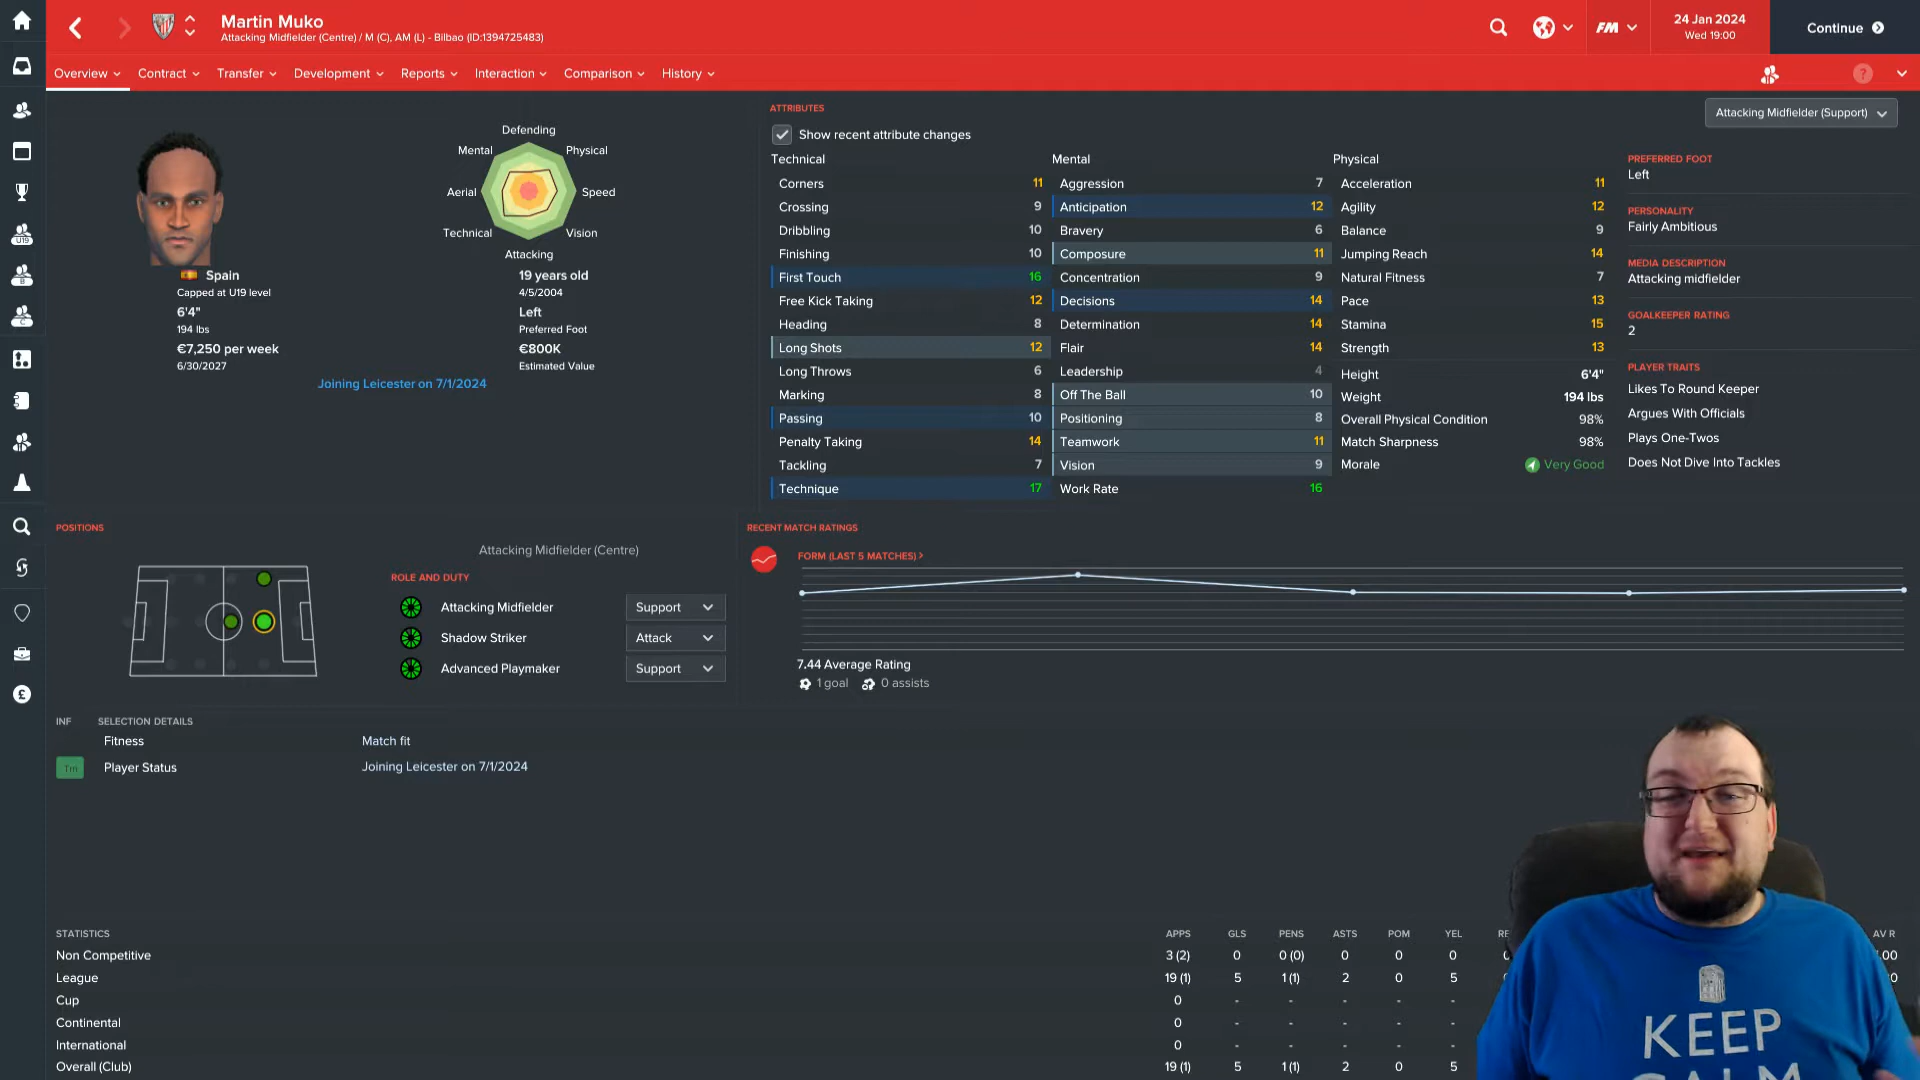 Martin Muko
Attacking Midfielder (Centre) / M (C), AM (L) - Bilbao (ID:1394725483)
FM
24 Jan 2024
Wed 19:00
Continue
Overview
Contract
Transfer
Development
Reports
Interaction
Comparison
History
?
U19
B
C
£
Defending
Mental
Physical
Aerial
Speed
Technical
Vision
Attacking
Spain
Capped at U19 level
6'4"
194 lbs
€7,250 per week
6/30/2027
19 years old
4/5/2004
Left
Preferred Foot
€800K
Estimated Value
Joining Leicester on 7/1/2024
ATTRIBUTES
Attacking Midfielder (Support)
Show recent attribute changes
Technical
Corners 11
Crossing 9
Dribbling 10
Finishing 10
First Touch 16
Free Kick Taking 12
Heading 8
Long Shots 12
Long Throws 6
Marking 8
Passing 10
Penalty Taking 14
Tackling 7
Technique 17
Mental
Aggression 7
Anticipation 12
Bravery 6
Composure 11
Concentration 9
Decisions 14
Determination 14
Flair 14
Leadership 4
Off The Ball 10
Positioning 8
Teamwork 11
Vision 9
Work Rate 16
Physical
Acceleration 11
Agility 12
Balance 9
Jumping Reach 14
Natural Fitness 7
Pace 13
Stamina 15
Strength 13
Height 6'4"
Weight 194 lbs
Overall Physical Condition 98%
Match Sharpness 98%
Morale Very Good
PREFERRED FOOT
Left
PERSONALITY
Fairly Ambitious
MEDIA DESCRIPTION
Attacking midfielder
GOALKEEPER RATING
2
PLAYER TRAITS
Likes To Round Keeper
Argues With Officials
Plays One-Twos
Does Not Dive Into Tackles
POSITIONS
Attacking Midfielder (Centre)
ROLE AND DUTY
Attacking Midfielder Support
Shadow Striker Attack
Advanced Playmaker Support
RECENT MATCH RATINGS
FORM (LAST 5 MATCHES) >
7.44 Average Rating
1 goal 0 assists
INF SELECTION DETAILS
Fitness Match fit
Trn Player Status Joining Leicester on 7/1/2024
STATISTICS APPS GLS PENS ASTS POM YEL RE AV R
Non Competitive 3 (2) 0 0 (0) 0 0 0 .00
League 19 (1) 5 1 (1) 2 0 5
Cup 0 - - - - -
Continental 0 - - - - -
International 0 - - - - -
Overall (Club) 19 (1) 5 1 (1) 2 0 5
KEEP
CALM